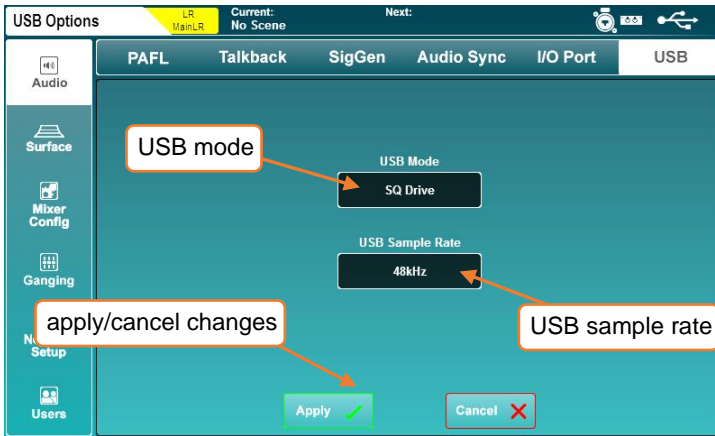 USB Options
LR
MainLR
Current:
No Scene
Next:
PAFL
Talkback
SigGen
Audio Sync
I/O Port
USB
Audio
Surface
Mixer
Config
Ganging
Setup
Users
USB mode
USB Mode
SQ Drive
USB Sample Rate
48kHz
apply/cancel changes
USB sample rate
Apply
Cancel